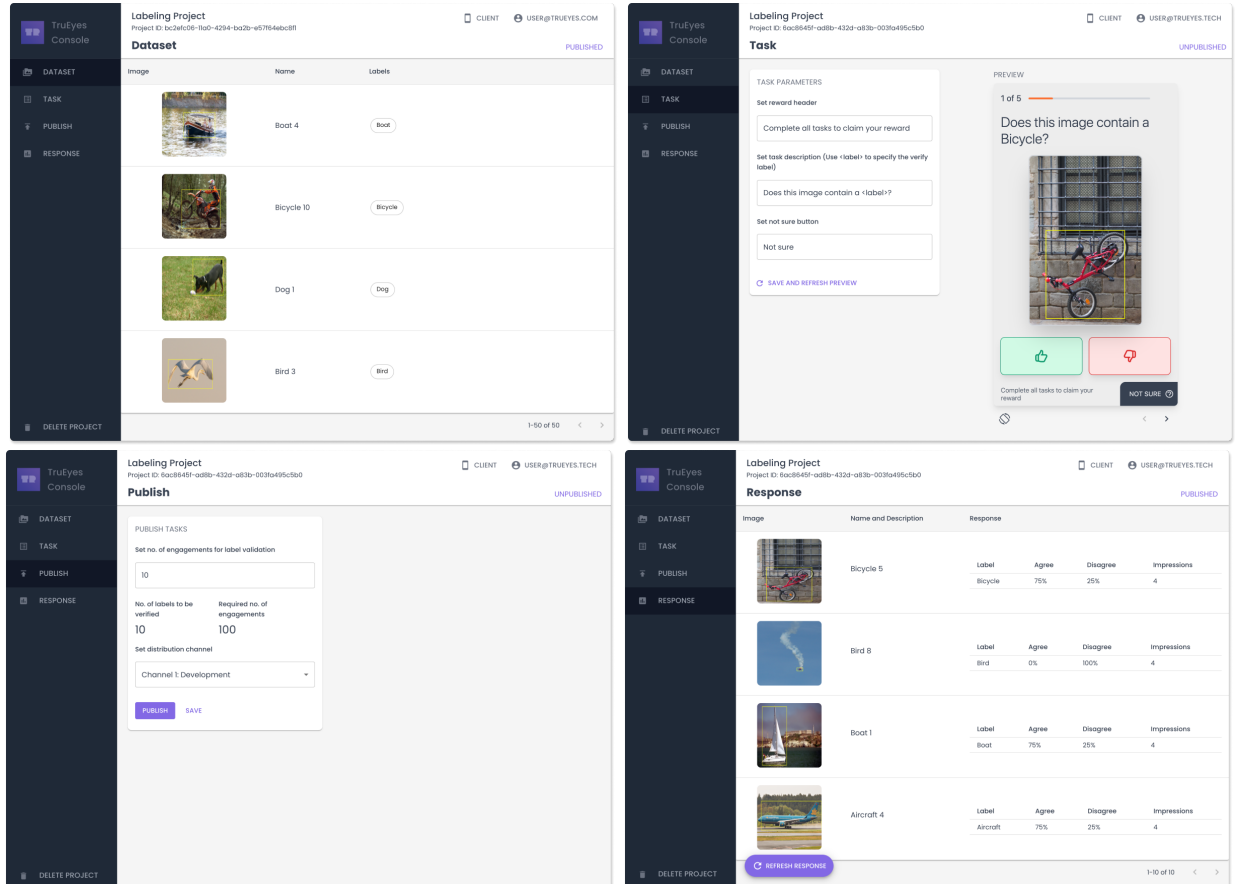 TruEyes
Console
DATASET
TASK
PUBLISH
RESPONSE
DELETE PROJECT
Labeling Project
Project ID: bc2efc06-11a0-4294-ba2b-e57f64ebc8f1
CLIENT
USER@TRUEYES.COM
Dataset
PUBLISHED
Image Name Labels
Boat 4 Boat
Bicycle 10 Bicycle
Dog 1 Dog
Bird 3 Bird
1-50 of 50
TruEyes
Console
DATASET
TASK
PUBLISH
RESPONSE
DELETE PROJECT
Labeling Project
Project ID: 6ac8645f-ad8b-432d-a83b-003fa495c5b0
CLIENT
USER@TRUEYES.TECH
Task
UNPUBLISHED
TASK PARAMETERS
Set reward header
Complete all tasks to claim your reward
Set task description (Use <label> to specify the verify
label)
Does this image contain a <label>?
Set not sure button
Not sure
SAVE AND REFRESH PREVIEW
PREVIEW
1 of 5
Does this image contain a
Bicycle?
Complete all tasks to claim your
reward
NOT SURE
TruEyes
Console
DATASET
TASK
PUBLISH
RESPONSE
DELETE PROJECT
Labeling Project
Project ID: 6ac8645f-ad8b-432d-a83b-003fa495c5b0
CLIENT
USER@TRUEYES.TECH
Publish
UNPUBLISHED
PUBLISH TASKS
Set no. of engagements for label validation
10
No. of labels to be
verified
10
Required no. of
engagements
100
Set distribution channel
Channel 1: Development
PUBLISH SAVE
TruEyes
Console
DATASET
TASK
PUBLISH
RESPONSE
DELETE PROJECT
Labeling Project
Project ID: 6ac8645f-ad8b-432d-a83b-003fa495c5b0
CLIENT
USER@TRUEYES.TECH
Response
PUBLISHED
Image Name and Description Response
Bicycle 5
Label Agree Disagree Impressions
Bicycle 75% 25% 4
Bird 8
Label Agree Disagree Impressions
Bird 0% 100% 4
Boat 1
Label Agree Disagree Impressions
Boat 75% 25% 4
Aircraft 4
Label Agree Disagree Impressions
Aircraft 75% 25% 4
REFRESH RESPONSE
1-10 of 10